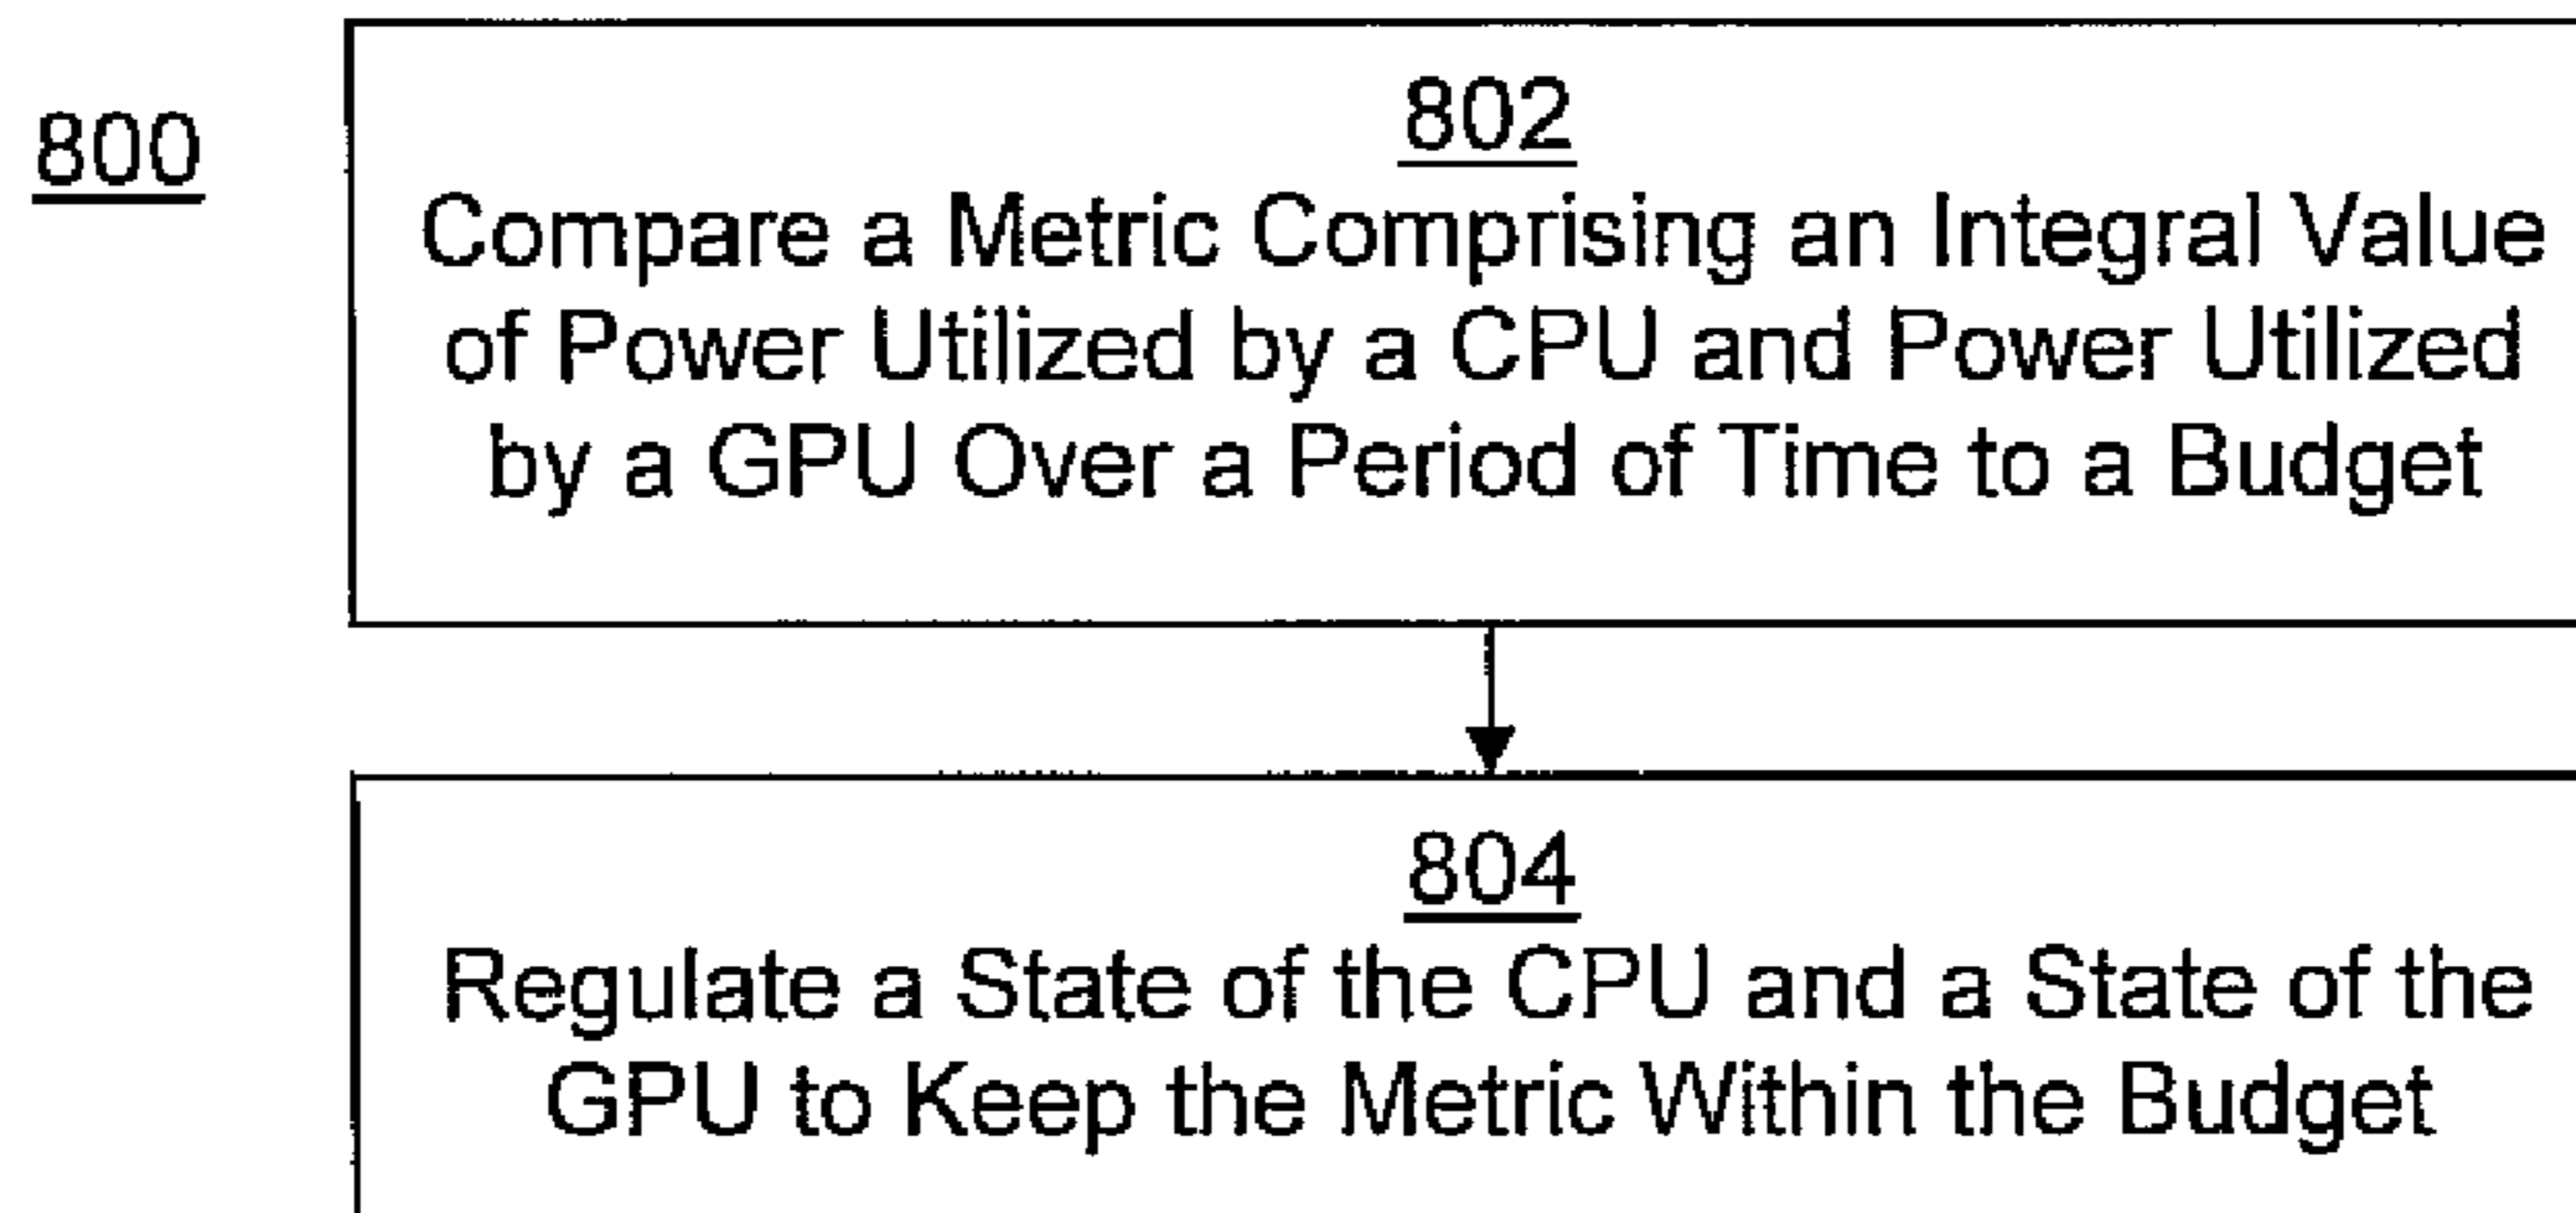 800
802
Compare a Metric Comprising an Integral Value
of Power Utilized by a CPU and Power Utilized
by a GPU Over a Period of Time to a Budget
804
Regulate a State of the CPU and a State of the
GPU to Keep the Metric Within the Budget